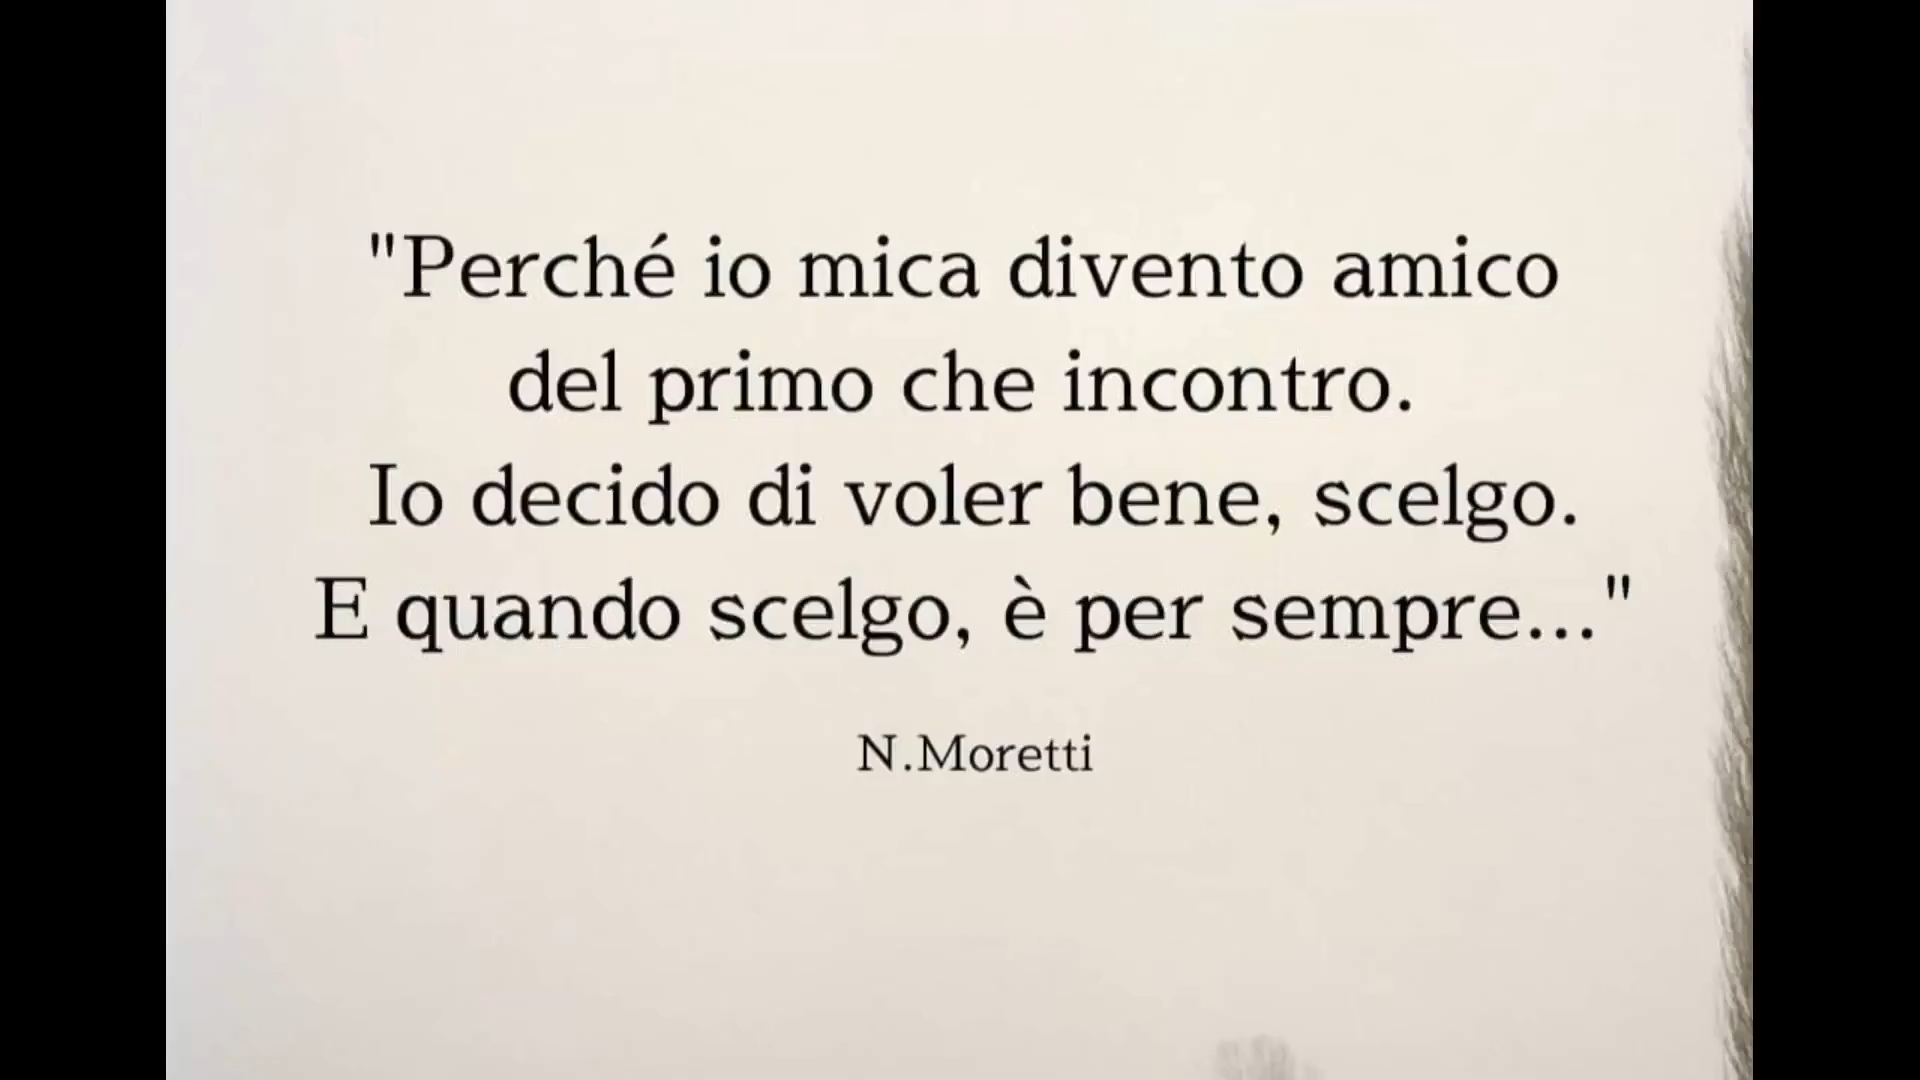 "Perché io mica divento amico
del primo che incontro.
Io decido di voler bene, scelgo.
E quando scelgo, è per sempre..."
N.Moretti